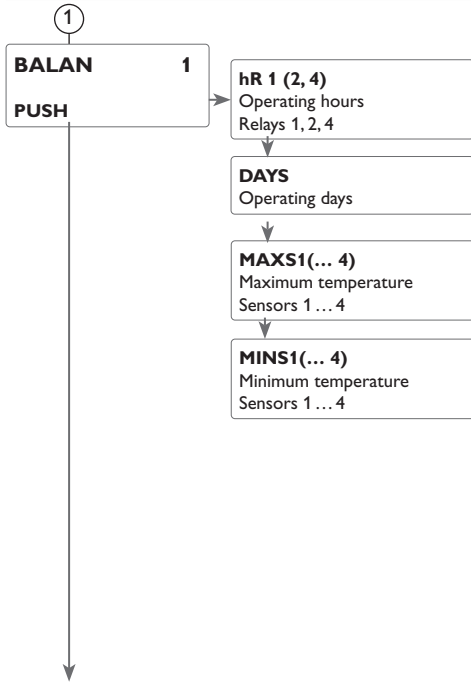 1
BALAN 1
PUSH
hR 1 (2, 4)
Operating hours
Relays 1, 2, 4
DAYS
Operating days
MAXS1(… 4)
Maximum temperature
Sensors 1 … 4
MINS1(… 4)
Minimum temperature
Sensors 1 … 4